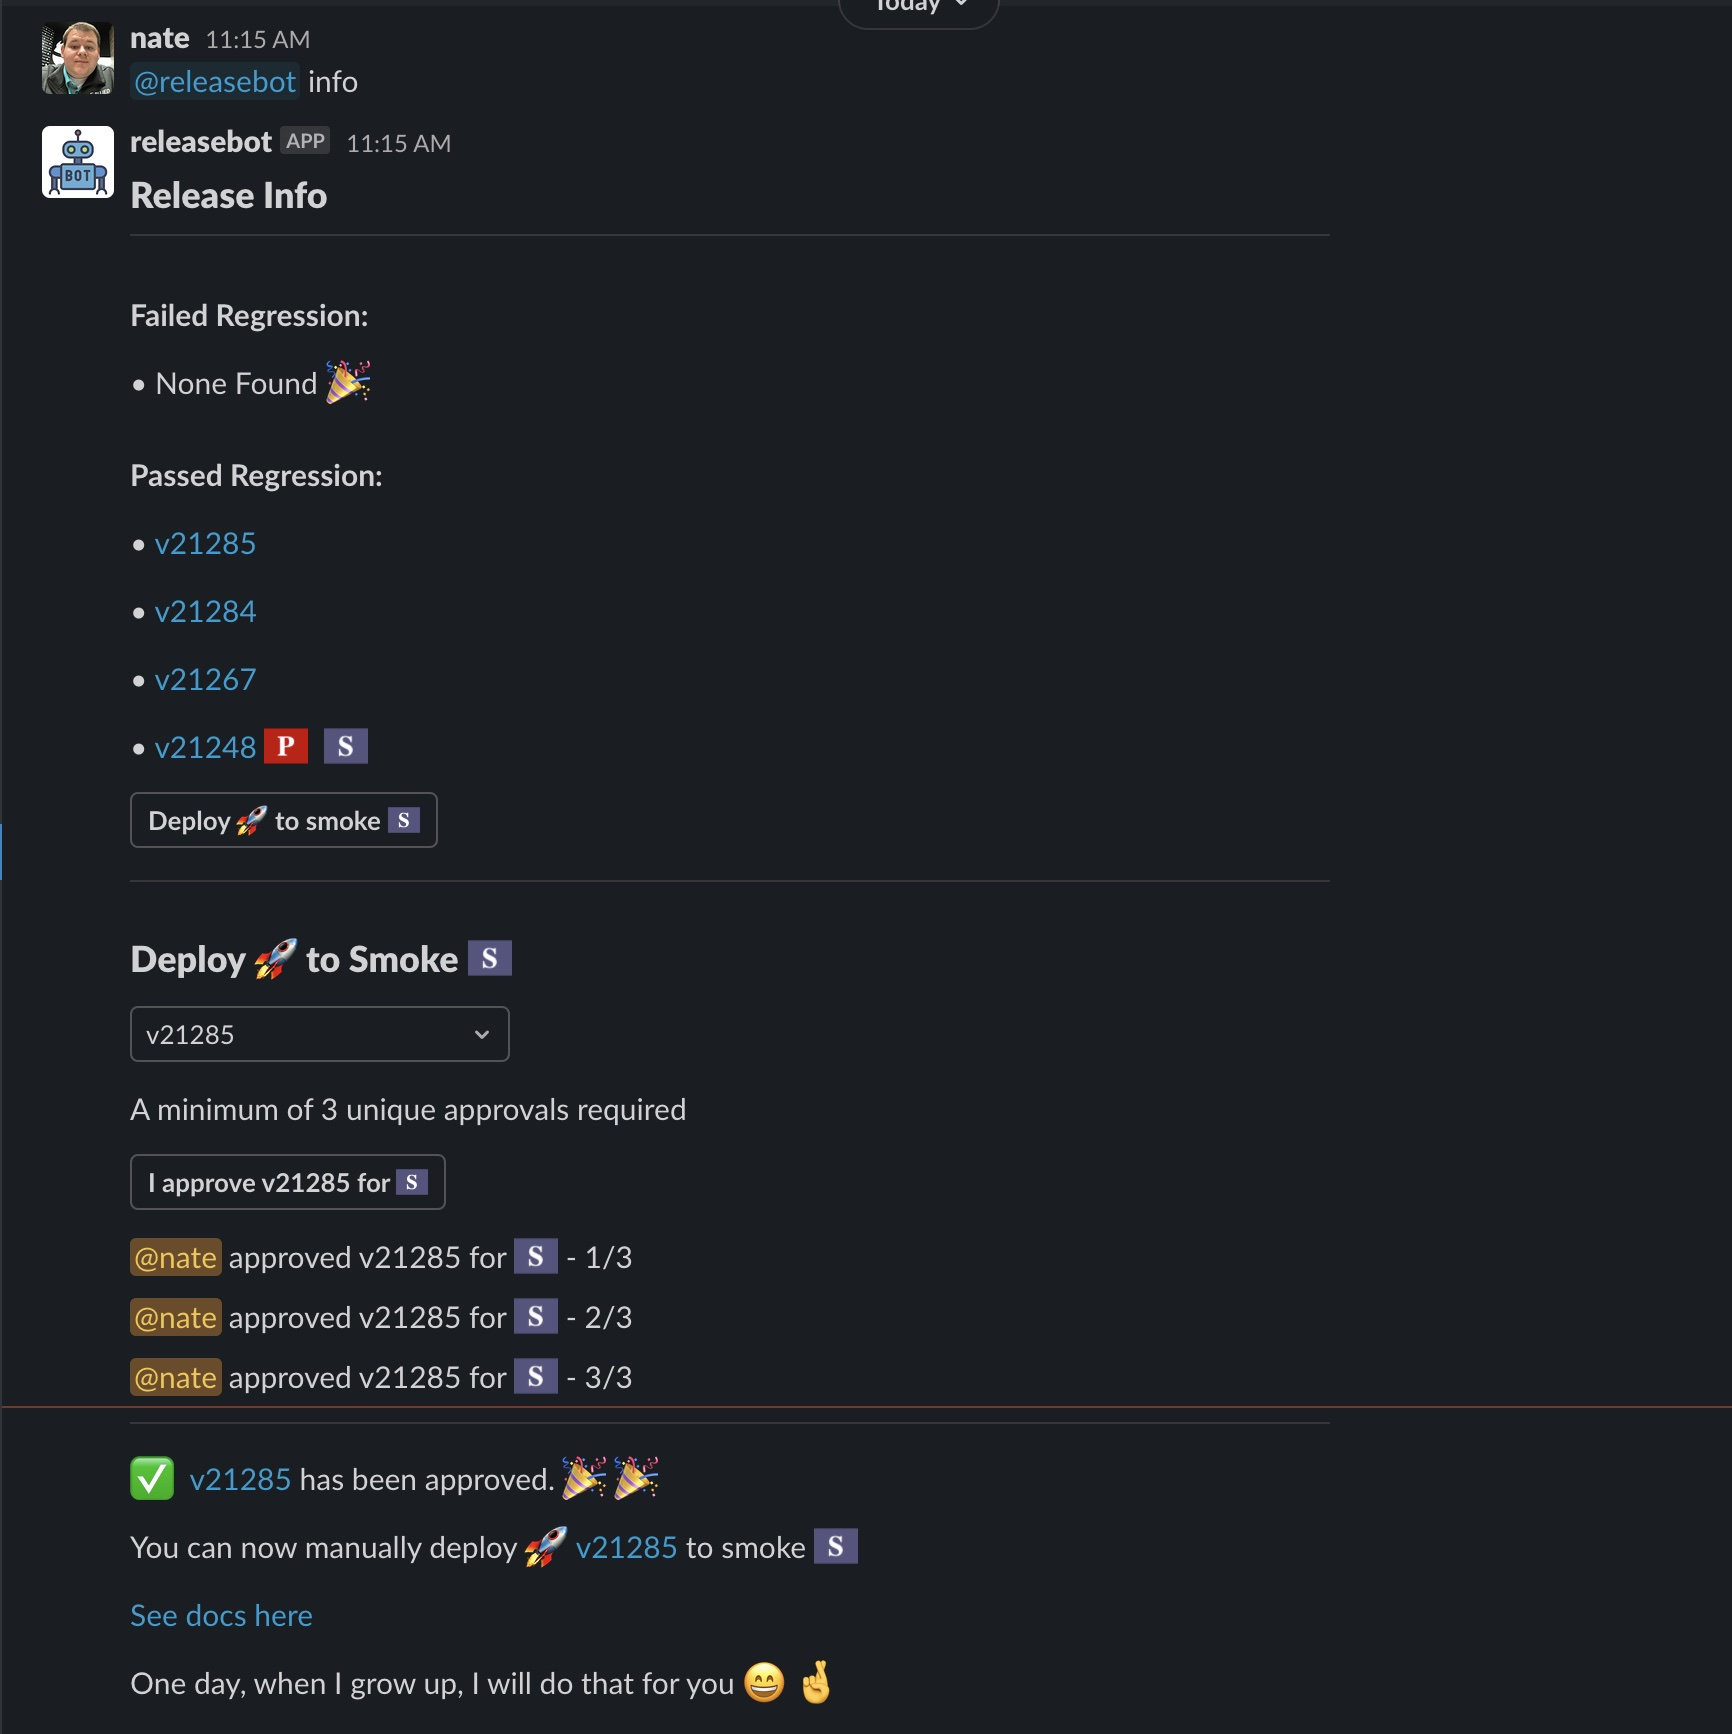 Today
nate 11:15 AM
@releasebot info
BOT
releasebot APP 11:15 AM
Release Info
Failed Regression:
• None Found 🎉
Passed Regression:
• v21285
• v21284
• v21267
• v21248 P S
Deploy 🚀 to smoke S
Deploy 🚀 to Smoke S
v21285
A minimum of 3 unique approvals required
I approve v21285 for S
@nate approved v21285 for S - 1/3
@nate approved v21285 for S - 2/3
@nate approved v21285 for S - 3/3
✅ v21285 has been approved. 🎉 🎉
You can now manually deploy 🚀 v21285 to smoke S
See docs here
One day, when I grow up, I will do that for you 😄 🤞